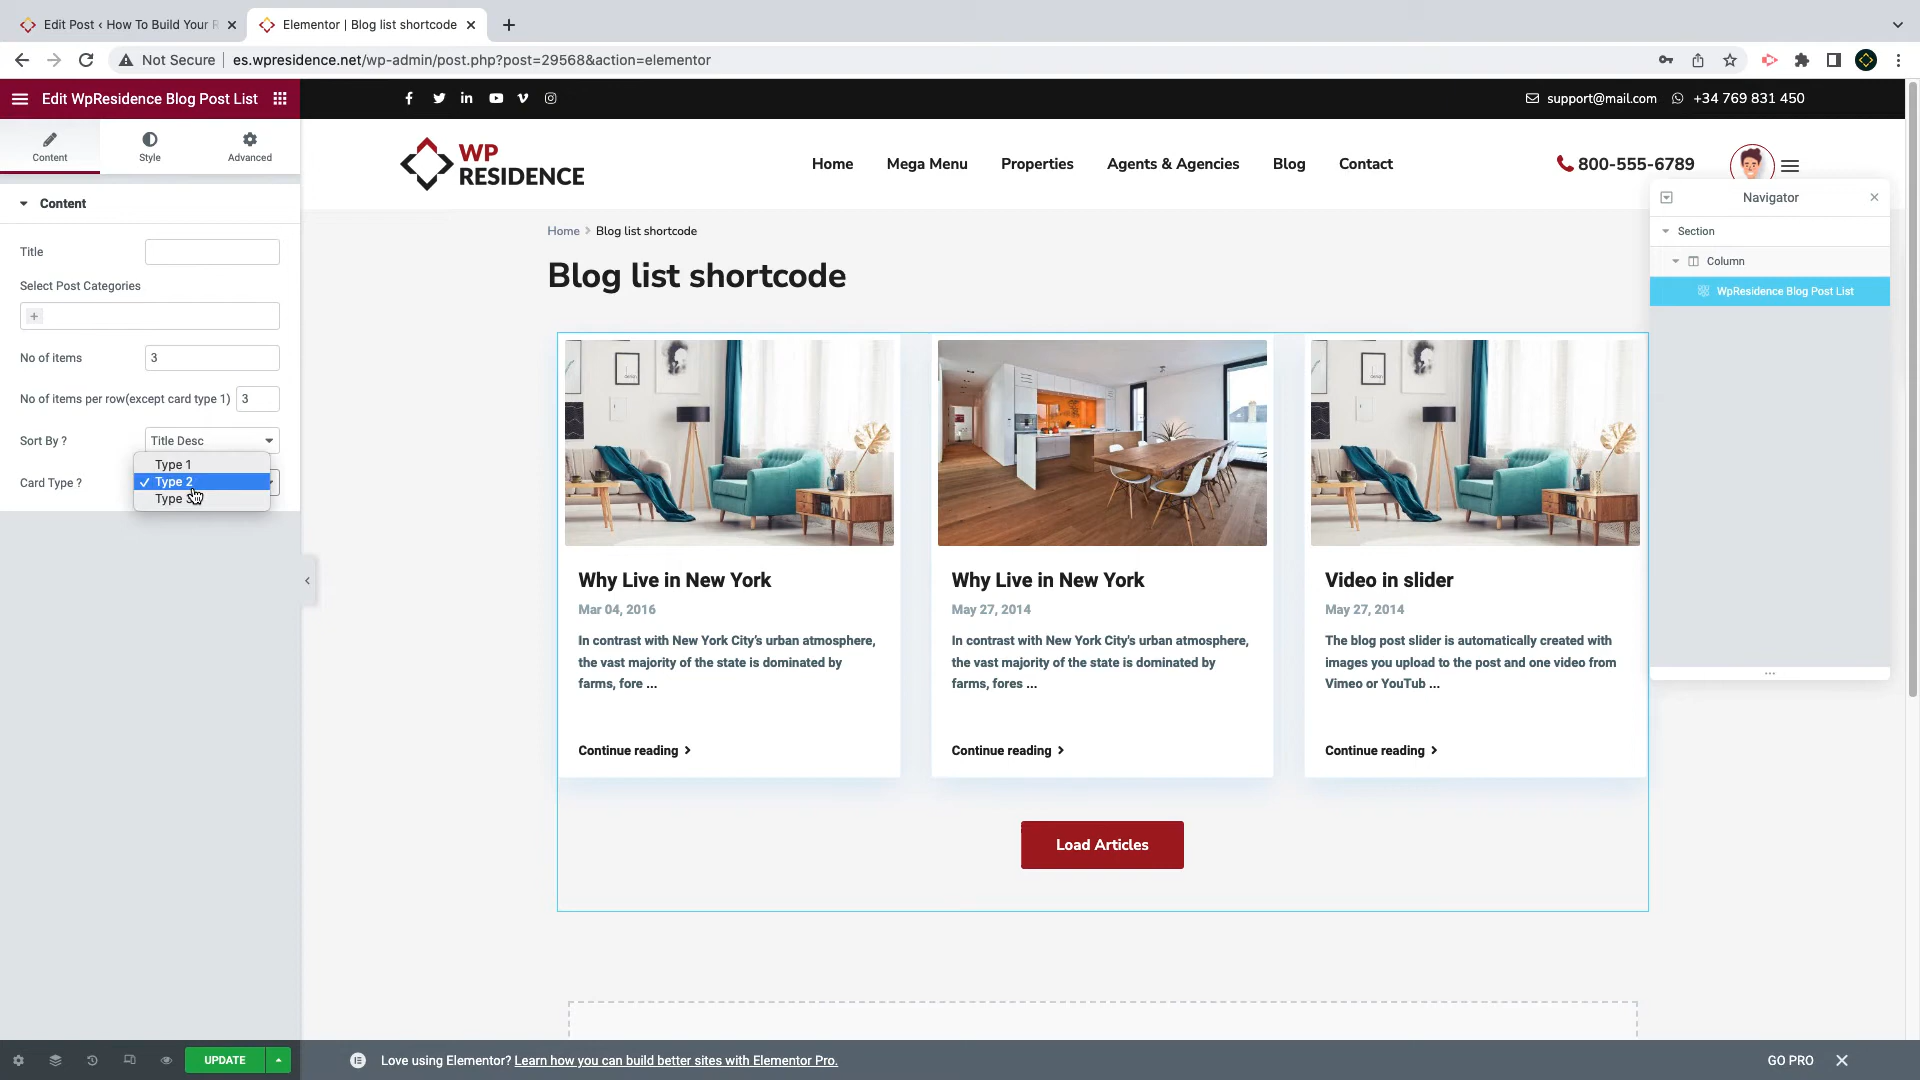 Edit Post ‹ How To Build Your R
Elementor | Blog list shortcode
Not Secure
es.wpresidence.net/wp-admin/post.php?post=29568&action=elementor
Edit WpResidence Blog Post List
support@mail.com
+34 769 831 450
Content
Style
Advanced
WP
RESIDENCE
Home
Mega Menu
Properties
Agents & Agencies
Blog
Contact
800-555-6789
Navigator
Section
Column
WpResidence Blog Post List
Content
Title
Select Post Categories
+
No of items
3
No of items per row(except card type 1)
3
Sort By ?
Title Desc
Card Type ?
Type 1
✓ Type 2
Type
Home > Blog list shortcode
Blog list shortcode
Why Live in New York
Mar 04, 2016
In contrast with New York City's urban atmosphere,
the vast majority of the state is dominated by
farms, fore ...
Continue reading >
Why Live in New York
May 27, 2014
In contrast with New York City's urban atmosphere,
the vast majority of the state is dominated by
farms, fores ...
Continue reading >
Video in slider
May 27, 2014
The blog post slider is automatically created with
images you upload to the post and one video from
Vimeo or YouTub ...
Continue reading >
Load Articles
UPDATE
Love using Elementor? Learn how you can build better sites with Elementor Pro.
GO PRO